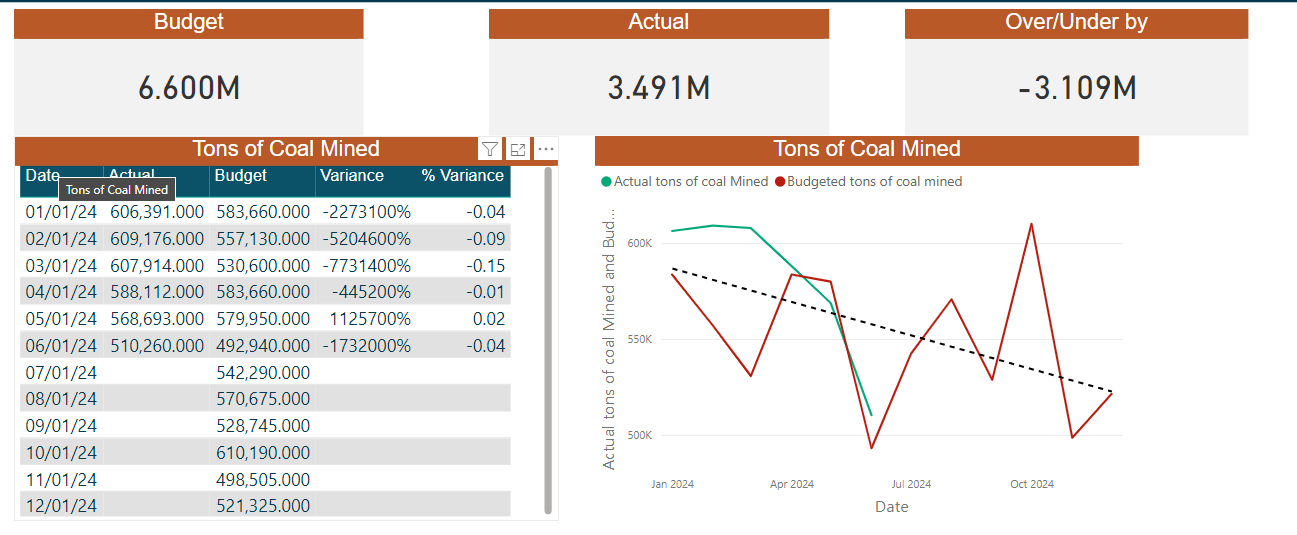 Budget
6.600M
Actual
3.491M
Over/Under by
-3.109M
Tons of Coal Mined
Date Actual Budget Variance % Variance
Tons of Coal Mined
01/01/24 606,391.000 583,660.000 -2273100% -0.04
02/01/24 609,176.000 557,130.000 -5204600% -0.09
03/01/24 607,914.000 530,600.000 -7731400% -0.15
04/01/24 588,112.000 583,660.000 -445200% -0.01
05/01/24 568,693.000 579,950.000 1125700% 0.02
06/01/24 510,260.000 492,940.000 -1732000% -0.04
07/01/24 542,290.000
08/01/24 570,675.000
09/01/24 528,745.000
10/01/24 610,190.000
11/01/24 498,505.000
12/01/24 521,325.000
Tons of Coal Mined
Actual tons of coal Mined Budgeted tons of coal mined
Actual tons of coal Mined and Bud...
600K
550K
500K
Jan 2024 Apr 2024 Jul 2024 Oct 2024
Date